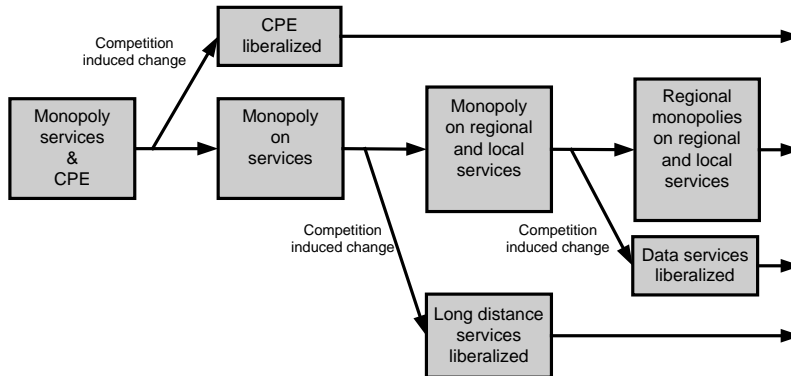 CPE
liberalized
Competition
induced change
Monopoly
services
&
CPE
Monopoly
on
services
Monopoly
on regional
and local
services
Regional
monopolies
on regional
and local
services
Competition
induced change
Competition
induced change
Data services
liberalized
Long distance
services
liberalized